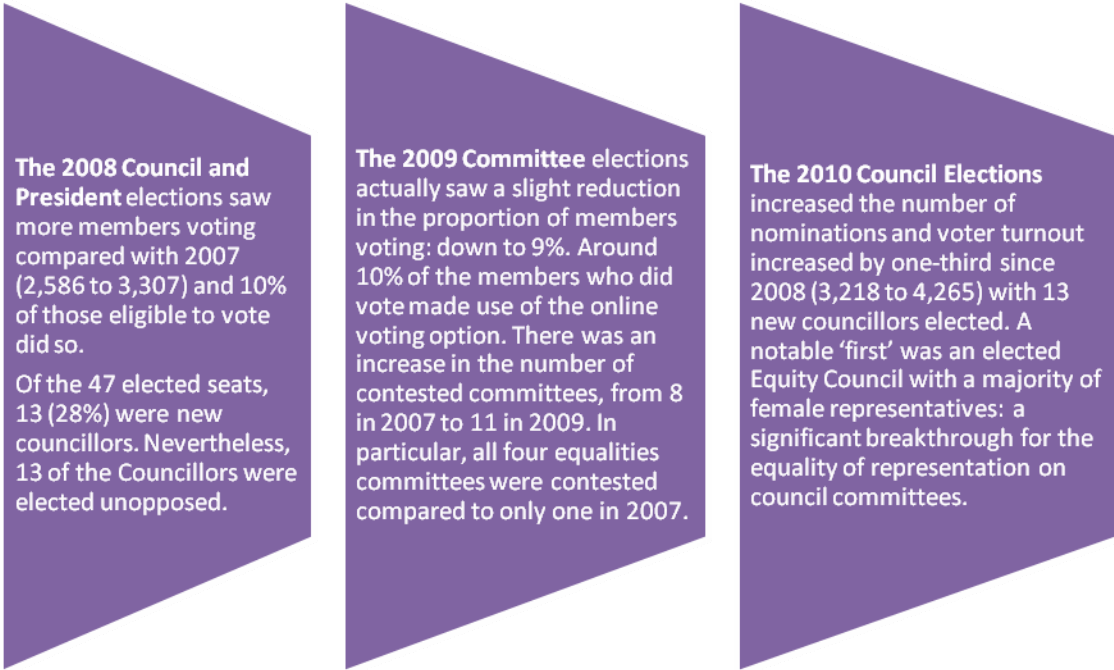 The 2008 Council and
President elections saw
more members voting
compared with 2007
(2,586 to 3,307) and 10%
of those eligible to vote
did so.
Of the 47 elected seats,
13 (28%) were new
councillors. Nevertheless,
13 of the Councillors were
elected unopposed.
The 2009 Committee elections
actually saw a slight reduction
in the proportion of members
voting: down to 9%. Around
10% of the members who did
vote made use of the online
voting option. There was an
increase in the number of
contested committees, from 8
in 2007 to 11 in 2009. In
particular, all four equalities
committees were contested
compared to only one in 2007.
The 2010 Council Elections
increased the number of
nominations and voter turnout
increased by one-third since
2008 (3,218 to 4,265) with 13
new councillors elected. A
notable ‘first’ was an elected
Equity Council with a majority of
female representatives: a
significant breakthrough for the
equality of representation on
council committees.